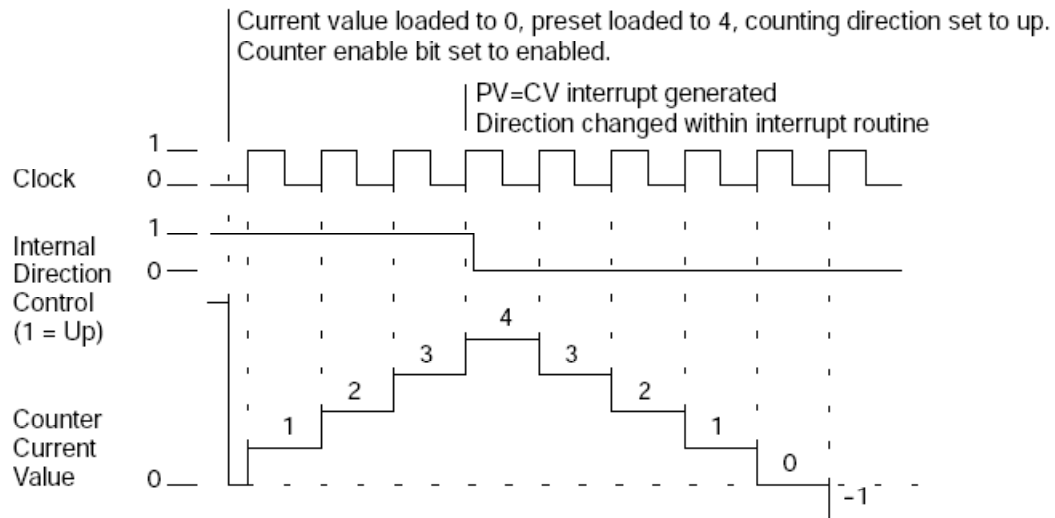 Current value loaded to 0, preset loaded to 4, counting direction set to up.
Counter enable bit set to enabled.
PV=CV interrupt generated
Direction changed within interrupt routine
1
Clock
0
1
Internal
Direction
0
Control
(1 = Up)
4
3
3
2
2
1
1
Counter
Current
Value
0
0
-1